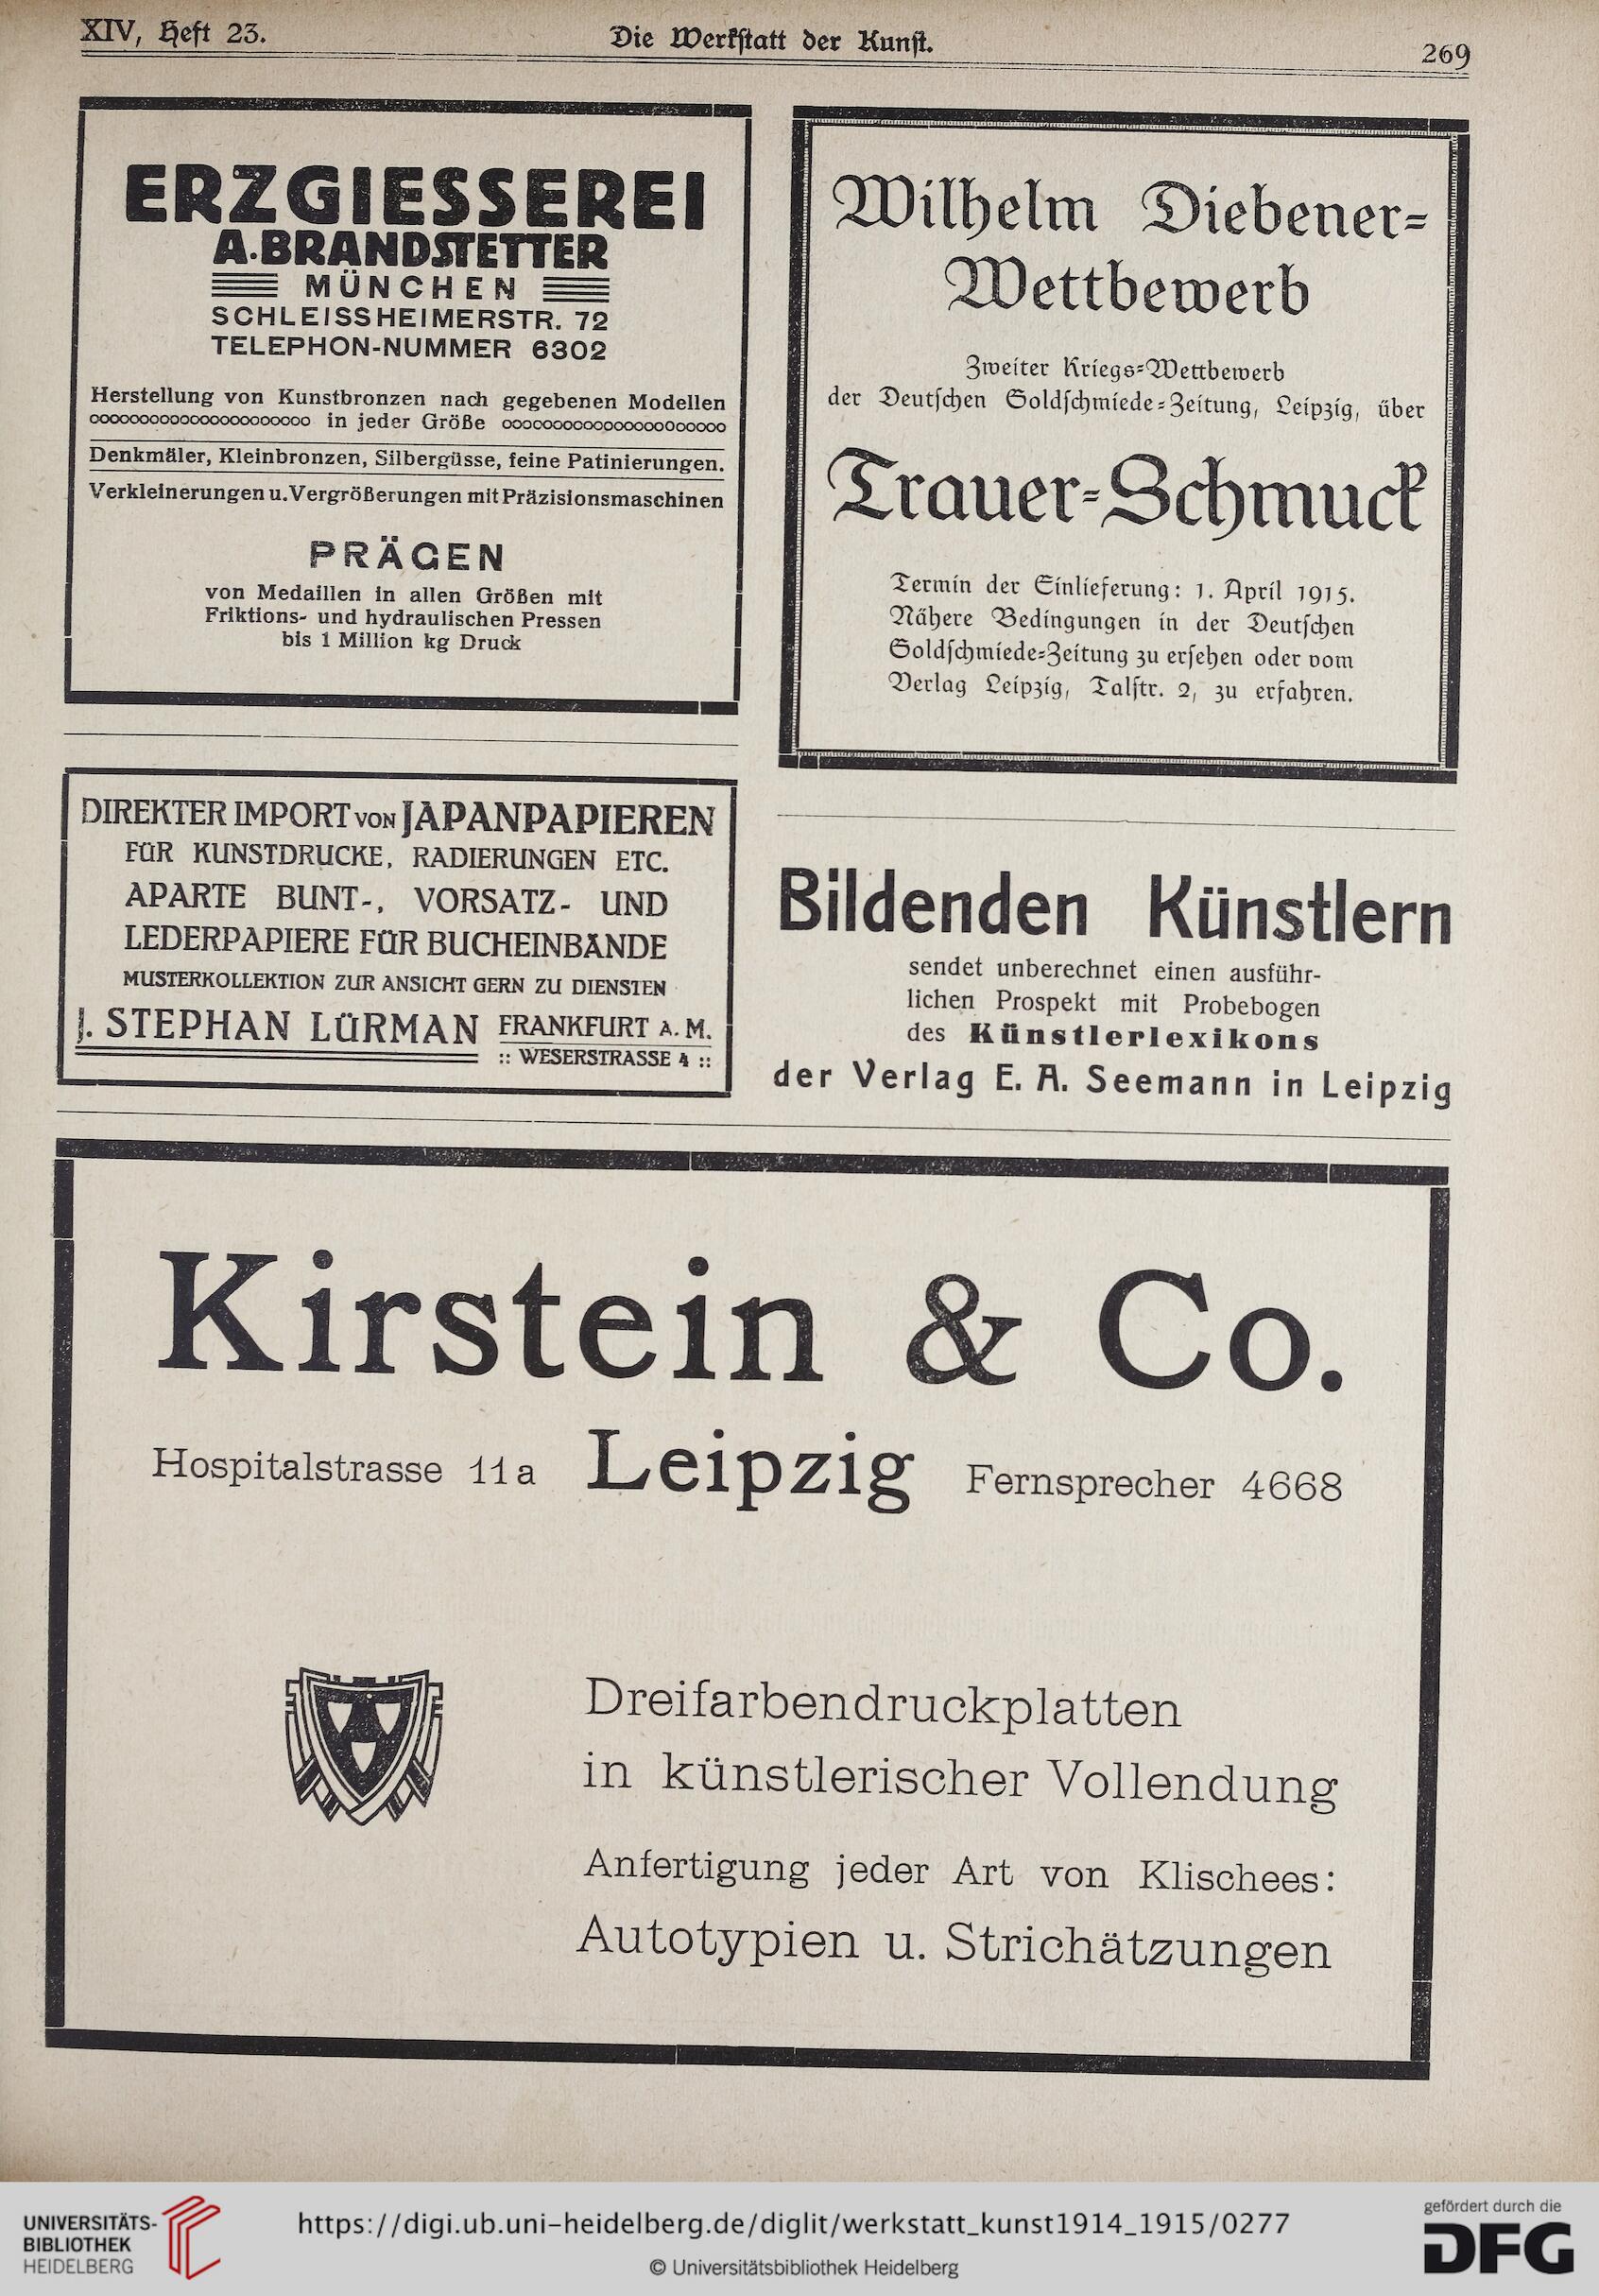 XIV, Heft 23.
Die Werkstatt der Kunst.
269
ERZGIESSEREI
A. BRANDSTETTER
MÜNCHEN
SCHLEISSHEIMERSTR. 72
TELEPHON-NUMMER 6302
Herstellung von Kunstbronzen nach gegebenen Modellen
in jeder Größe
Denkmäler, Kleinbronzen, Silbergüsse, feine Patinierungen.
Verkleinerungen u. Vergrößerungen mit Präzisionsmaschinen
PRÄGEN
von Medaillen in allen Größen mit
Friktions- und hydraulischen Pressen
bis 1 Million kg Druck
Wilhelm Diebener-
Wettbewerb
Zweiter Kriegs-Wettbewerb
der Deutschen Goldschmiede-Zeitung, Leipzig, über
Trauer-Schmuck
Termin der Einlieferung: 1. April 1915.
Nähere Bedingungen in der Deutschen
Goldschmiede-Zeitung zu ersehen oder vom
Verlag Leipzig, Talstr. 2, zu erfahren.
DIREKTER IMPORT VON JAPANPAPIEREN
FÜR KUNSTDRUCKE, RADIERUNGEN ETC.
APARTE BUNT-, VORSATZ- UND
LEDERPAPIERE FÜR BUCHEINBÄNDE
MUSTERKOLLEKTION ZUR ANSICHT GERN ZU DIENSTEN
J. STEPHAN LÜRMAN FRANKFURT A. M.
:: WESERSTRASSE 4 ::
Bildenden Künstlern
sendet unberechnet einen ausführ-
lichen Prospekt mit Probebogen
des Künstlerlexikons
der Verlag E. A. Seemann in Leipzig
Kirstein & Co.
Hospitalstrasse 11a Leipzig Fernsprecher 4668
Dreifarbendruckplatten
in künstlerischer Vollendung
Anfertigung jeder Art von Klischees:
Autotypien u. Strichätzungen
UNIVERSITÄTS-
BIBLIOTHEK
HEIDELBERG
https://digi.ub.uni-heidelberg.de/diglit/werkstatt_kunst1914_1915/0277
© Universitätsbibliothek Heidelberg
gefördert durch die
DFG